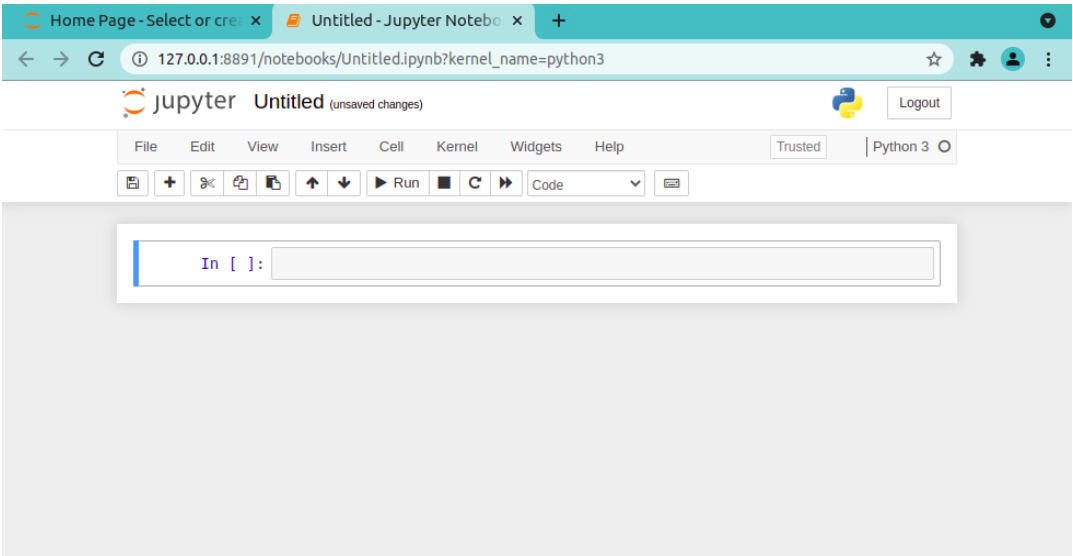 Home Page - Select or crea
Untitled - Jupyter Notebo
127.0.0.1:8891/notebooks/Untitled.ipynb?kernel_name=python3
jupyter Untitled (unsaved changes)
Logout
File Edit View Insert Cell Kernel Widgets Help Trusted Python 3
Run Code
In [ ]: